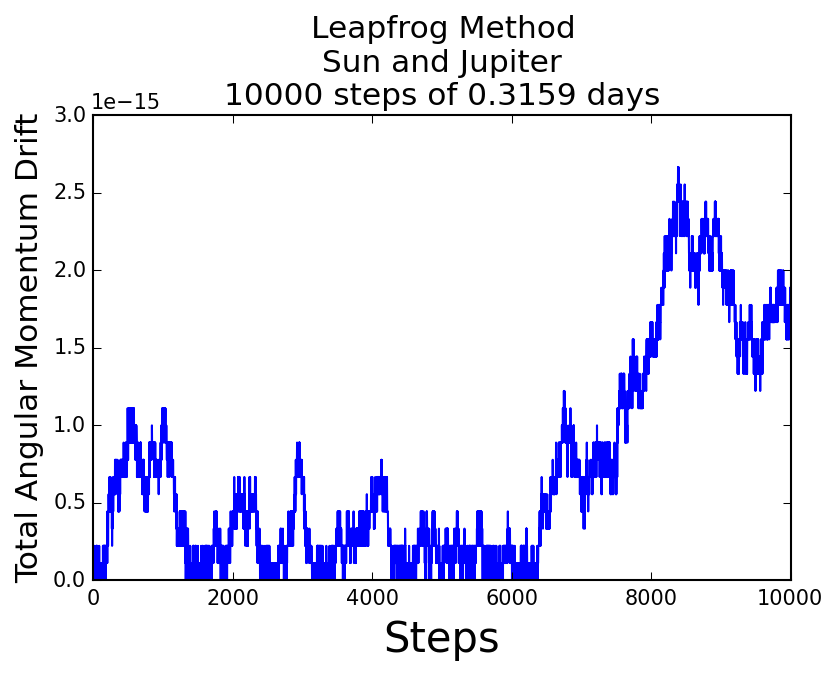 Leapfrog Method
Sun and Jupiter
10000 steps of 0.3159 days
1e−15
3.0
2.5
2.0
1.5
1.0
0.5
0.0
Total Angular Momentum Drift
0 2000 4000 6000 8000 10000
Steps